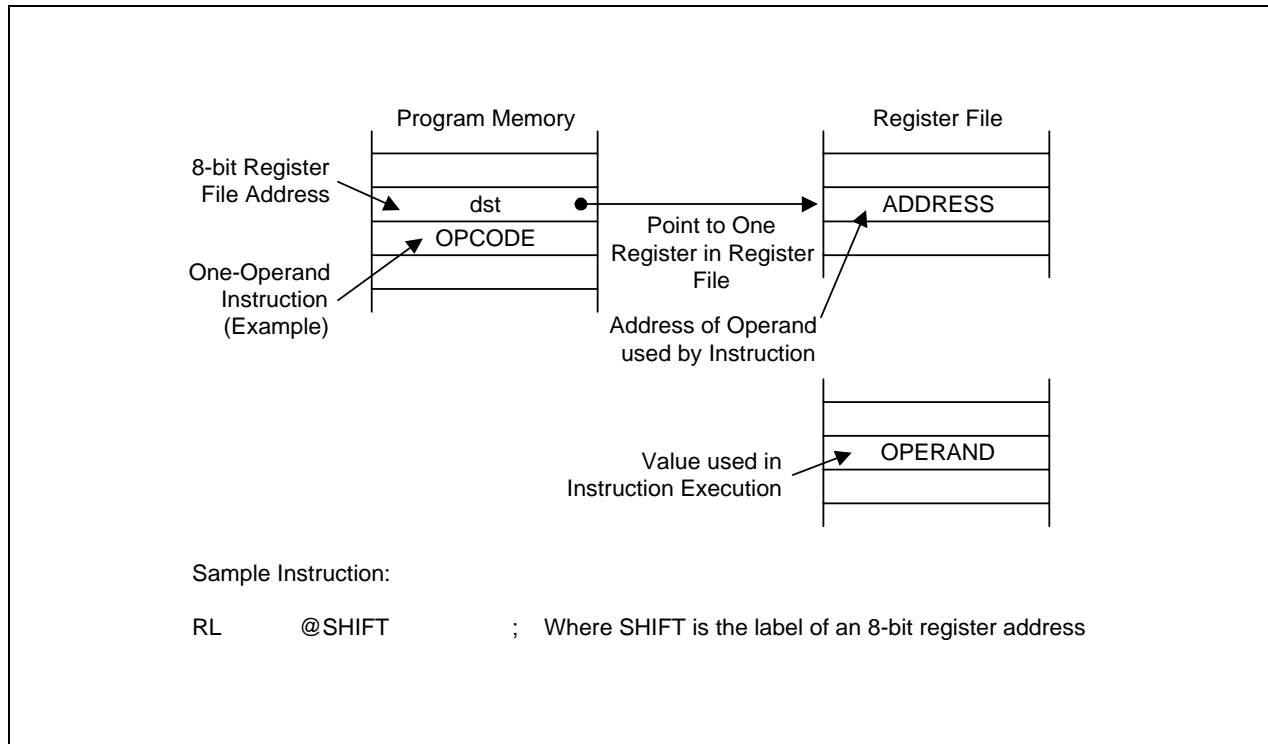 Program Memory
Register File
8-bit Register
File Address
dst
ADDRESS
OPCODE
Point to One
Register in Register
File
One-Operand
Instruction
(Example)
Address of Operand
used by Instruction
OPERAND
Value used in
Instruction Execution
Sample Instruction:
RL @SHIFT ; Where SHIFT is the label of an 8-bit register address